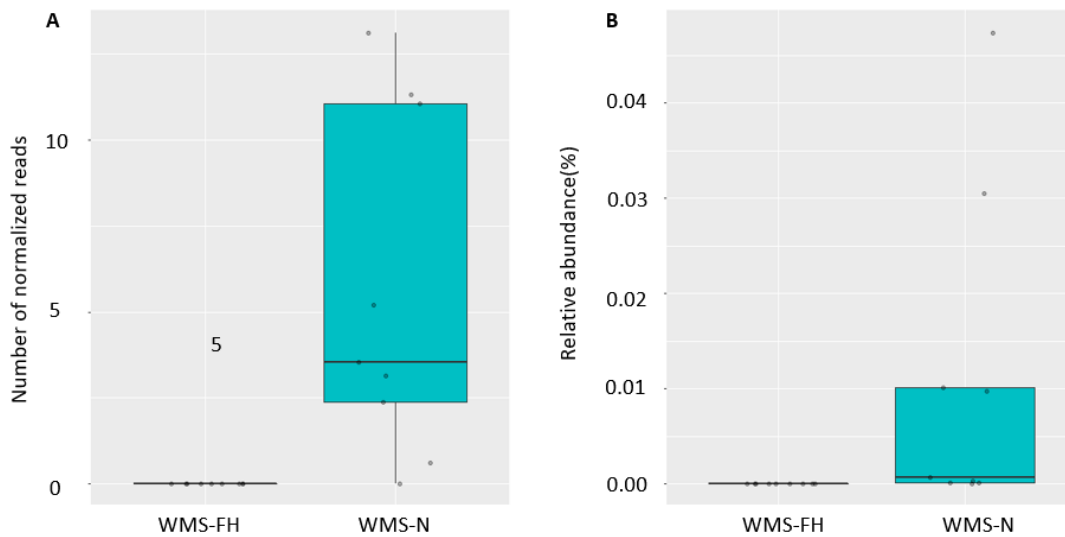 A
Number of normalized reads
10
5
0
5
WMS-FH
WMS-N
B
Relative abundance(%)
0.04
0.03
0.02
0.01
0.00
WMS-FH
WMS-N